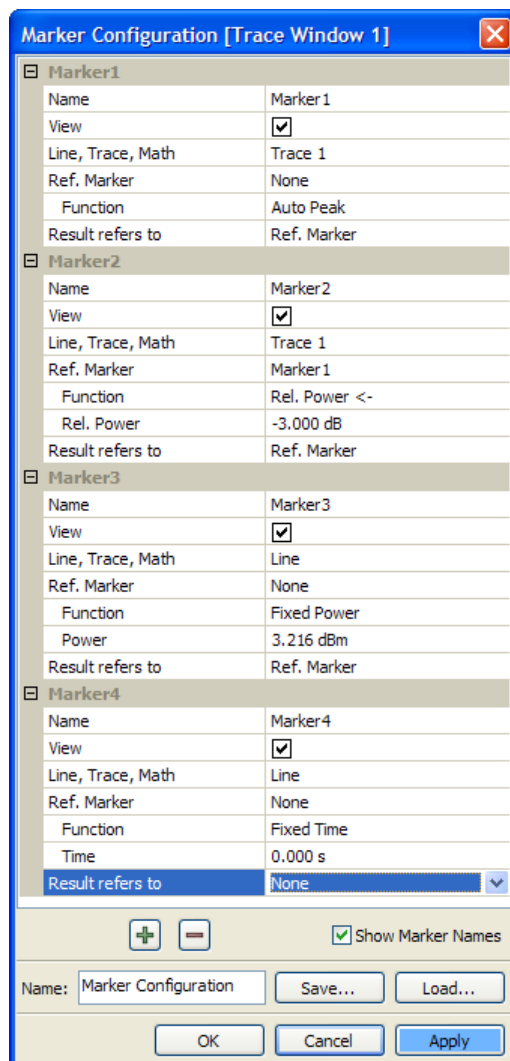 Marker Configuration [Trace Window 1]
Marker1
Name Marker1
View
Line, Trace, Math Trace 1
Ref. Marker None
Function Auto Peak
Result refers to Ref. Marker
Marker2
Name Marker2
View
Line, Trace, Math Trace 1
Ref. Marker Marker1
Function Rel. Power <-
Rel. Power -3.000 dB
Result refers to Ref. Marker
Marker3
Name Marker3
View
Line, Trace, Math Line
Ref. Marker None
Function Fixed Power
Power 3.216 dBm
Result refers to Ref. Marker
Marker4
Name Marker4
View
Line, Trace, Math Line
Ref. Marker None
Function Fixed Time
Time 0.000 s
Result refers to None
Show Marker Names
Name: Marker Configuration Save... Load...
OK Cancel Apply